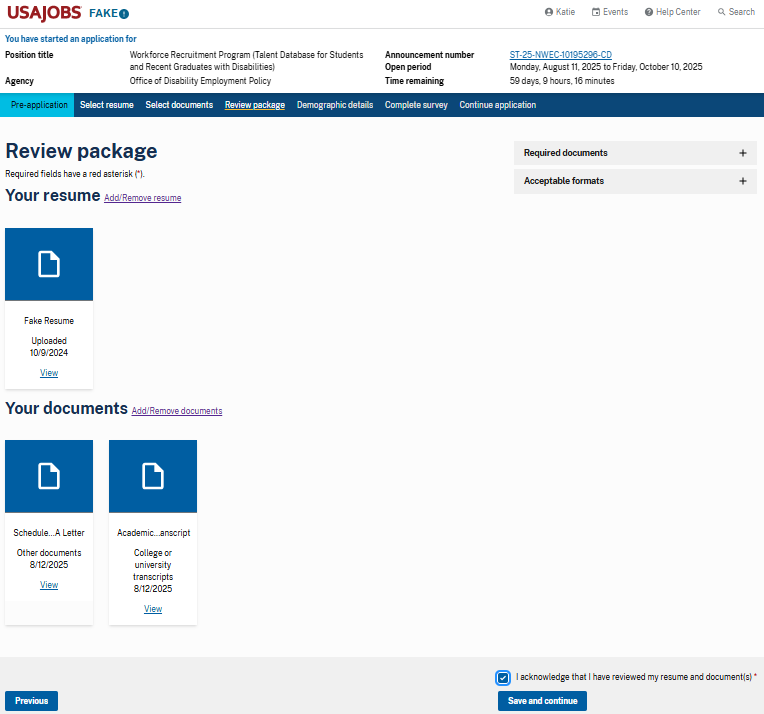 USAJOBS FAKE
Katie Events Help Center Search
You have started an application for
Position title Workforce Recruitment Program (Talent Database for Students and Recent Graduates with Disabilities)
Agency Office of Disability Employment Policy
Announcement number ST-25-NWEC-10195296-CD
Open period Monday, August 11, 2025 to Friday, October 10, 2025
Time remaining 59 days, 9 hours, 16 minutes
Pre-application Select resume Select documents Review package Demographic details Complete survey Continue application
Review package
Required fields have a red asterisk (*).
Required documents +
Acceptable formats +
Your resume Add/Remove resume
Fake Resume
Uploaded
10/9/2024
View
Your documents Add/Remove documents
Schedule...A Letter
Other documents
8/12/2025
View
Academic...anscript
College or
university
transcripts
8/12/2025
View
I acknowledge that I have reviewed my resume and document(s) *
Previous
Save and continue